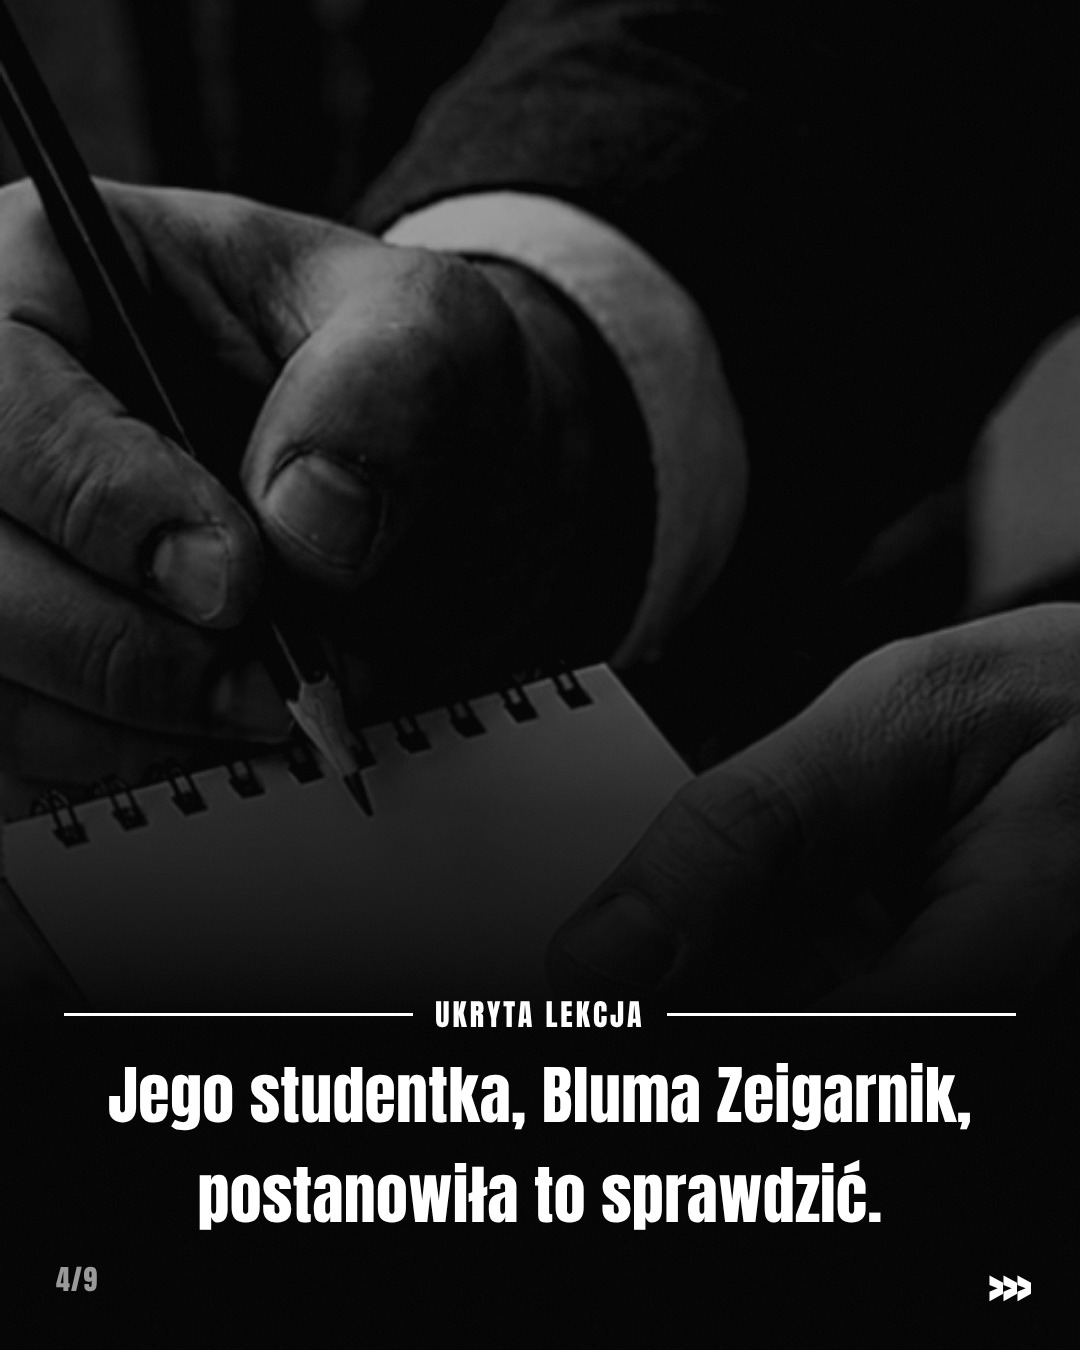 UKRYTA LEKCJA
Jego studentka, Bluma Zeigarnik,
postanowiła to sprawdzić.
4/9
>>>